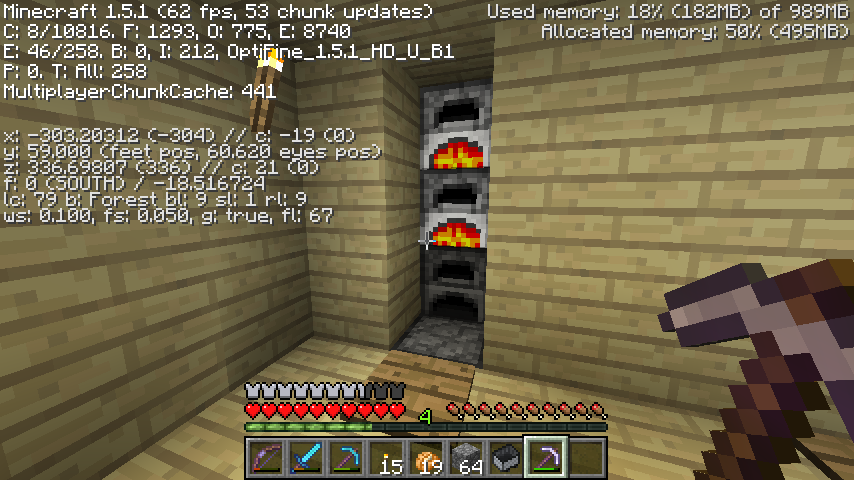 Minecraft 1.5.1 (62 fps, 53 chunk updates)
C: 8/10816. F: 1293, O: 775, E: 8740
E: 46/258. B: 0, I: 212, OptiFine_1.5.1_HD_U_B1
P: 0. T: All: 258
MultiplayerChunkCache: 441
Used memory: 18% (182MB) of 989MB
Allocated memory: 50% (495MB)
x: -303.20312 (-304) // c: -19 (0)
y: 59.000 (feet pos, 60.620 eyes pos)
z: 336.69807 (336) // c: 21 (0)
f: 0 (SOUTH) / -18.516724
lc: 79 b: Forest bl: 9 sl: 1 rl: 9
ws: 0.100, fs: 0.050, g: true, fl: 67
4
15 19 64